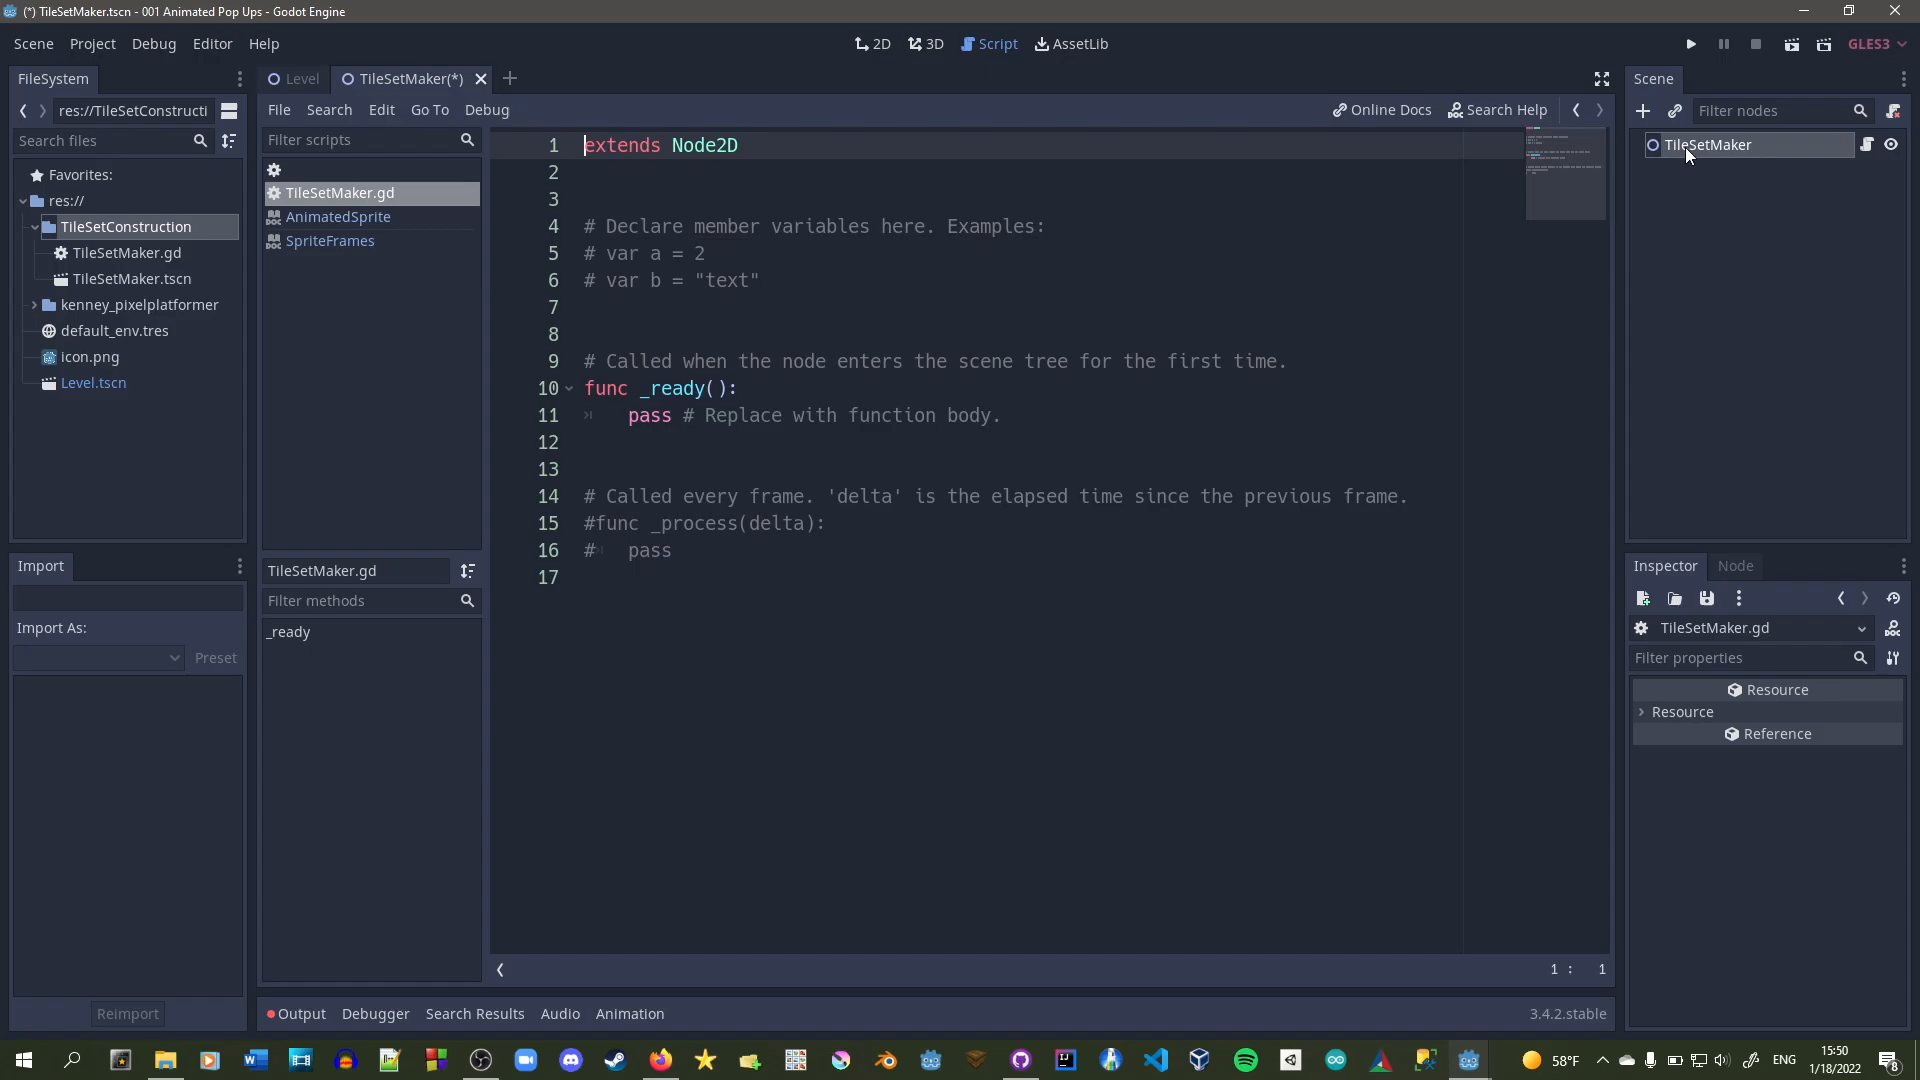 (*) TileSetMaker.tscn - 001 Animated Pop Ups - Godot Engine
Scene Project Debug Editor Help
2D 3D Script AssetLib
GLES3
FileSystem
res://TileSetConstructi
Search files
Favorites:
res://
TileSetConstruction
TileSetMaker.gd
TileSetMaker.tscn
kenney_pixelplatformer
default_env.tres
icon.png
Level.tscn
Import
Import As:
Preset
Reimport
Level TileSetMaker(*)
File Search Edit Go To Debug
Online Docs Search Help
Filter scripts
TileSetMaker.gd
AnimatedSprite
SpriteFrames
TileSetMaker.gd
Filter methods
_ready
1 extends Node2D
2
3
4 # Declare member variables here. Examples:
5 # var a = 2
6 # var b = "text"
7
8
9 # Called when the node enters the scene tree for the first time.
10 func _ready():
11 pass # Replace with function body.
12
13
14 # Called every frame. 'delta' is the elapsed time since the previous frame.
15 #func _process(delta):
16 # pass
17
1 : 1
Output Debugger Search Results Audio Animation
3.4.2.stable
Scene
Filter nodes
TileSetMaker
Inspector Node
TileSetMaker.gd
Filter properties
Resource
Resource
Reference
58°F
ENG
15:50
1/18/2022
8